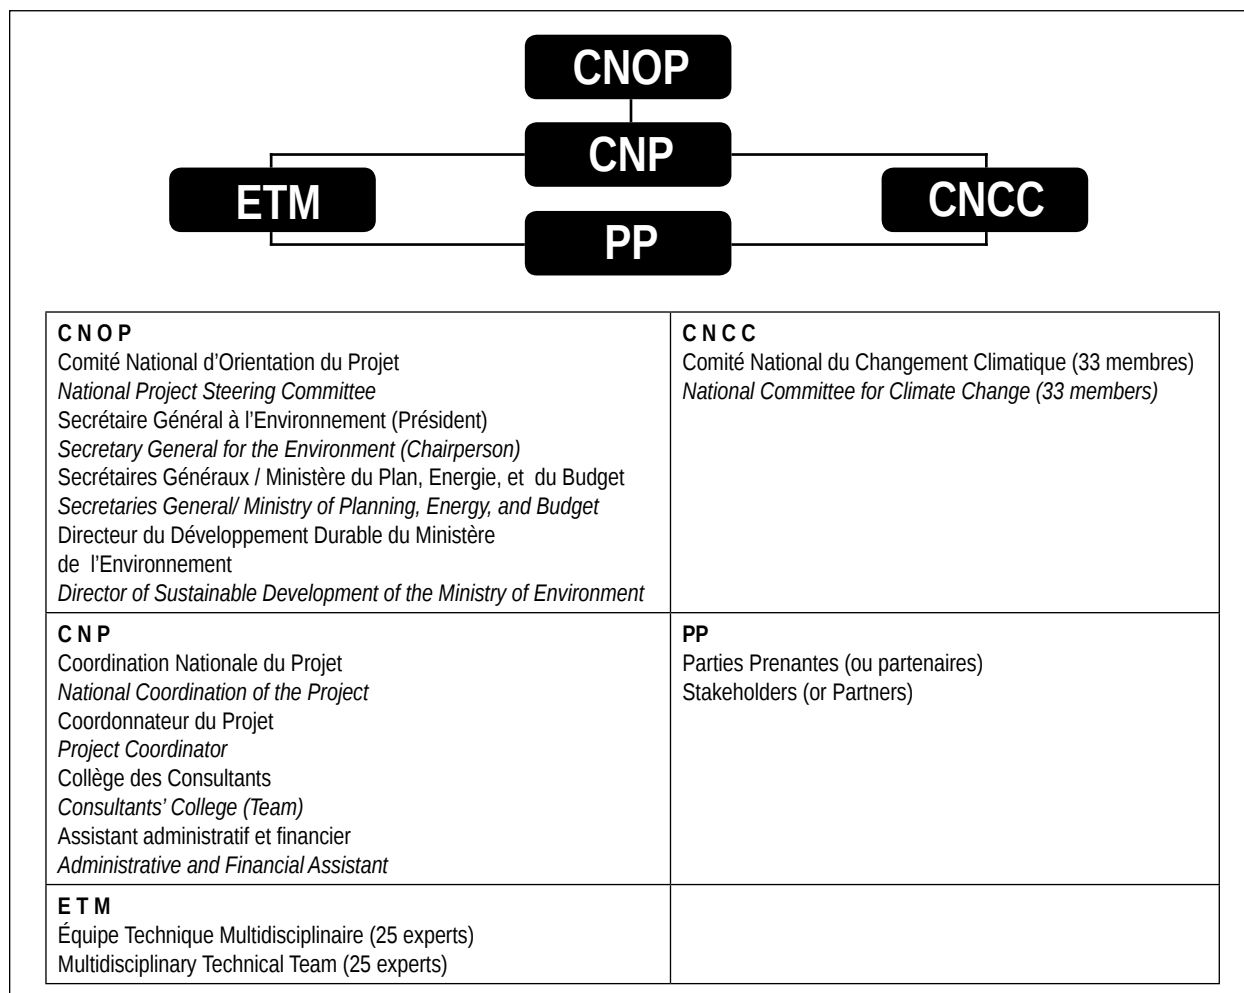 CNOP
CNP
ETM
CNCC
PP
C N O P
Comité National d’Orientation du Projet
National Project Steering Committee
Secrétaire Général à l’Environement (Président)
Secretary General for the Environment (Chairperson)
Secrétaires Généraux / Ministère du Plan, Energie, et du Budget
Secretaries General/ Ministry of Planning, Energy, and Budget
Directeur du Développement Durable du Ministère
de l’Environnement
Director of Sustainable Development of the Ministry of Environment
C N C C
Comité National du Changement Climatique (33 membres)
National Committee for Climate Change (33 members)
C N P
Coordination Nationale du Projet
National Coordination of the Project
Coordonnateur du Projet
Project Coordinator
Collège des Consultants
Consultants’ College (Team)
Assistant administratif et financier
Administrative and Financial Assistant
PP
Parties Prenantes (ou partenaires)
Stakeholders (or Partners)
E T M
Équipe Technique Multidisciplinaire (25 experts)
Multidisciplinary Technical Team (25 experts)